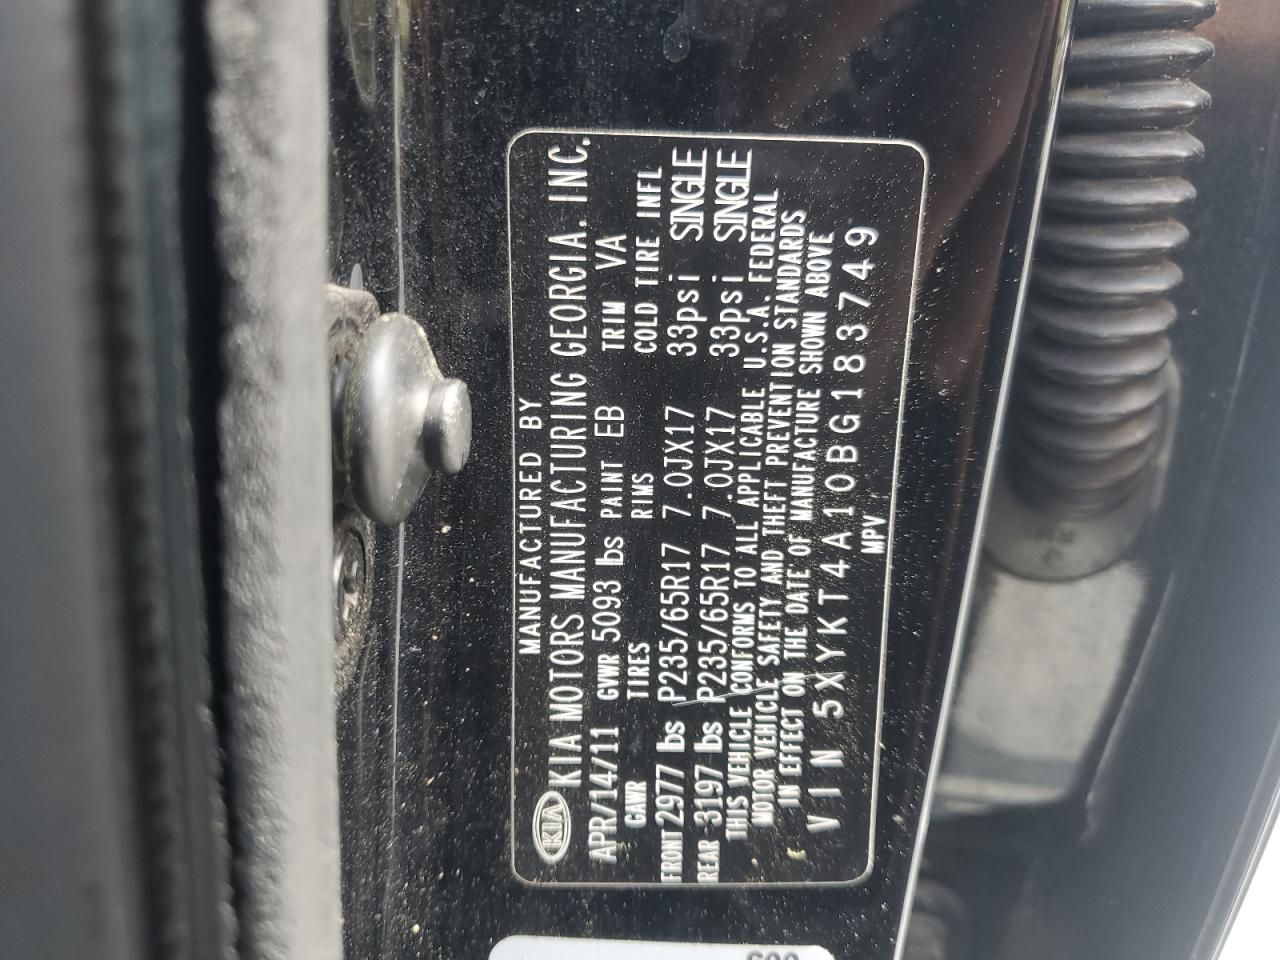 KIA
MANUFACTURED BY
KIA MOTORS MANUFACTURING GEORGIA. INC.
APR/14/11 GVWR 5093 lbs PAINT EB TRIM VA
GAWR TIRES RIMS COLD TIRE INFL
FRONT 2977 lbs P235/65R17 7.0JX17 33psi SINGLE
REAR 3197 lbs P235/65R17 7.0JX17 33psi SINGLE
THIS VEHICLE CONFORMS TO ALL APPLICABLE U.S.A. FEDERAL
MOTOR VEHICLE SAFETY AND THEFT PREVENTION STANDARDS
IN EFFECT ON THE DATE OF MANUFACTURE SHOWN ABOVE
VIN 5XYKT4A10BG183749
MPV